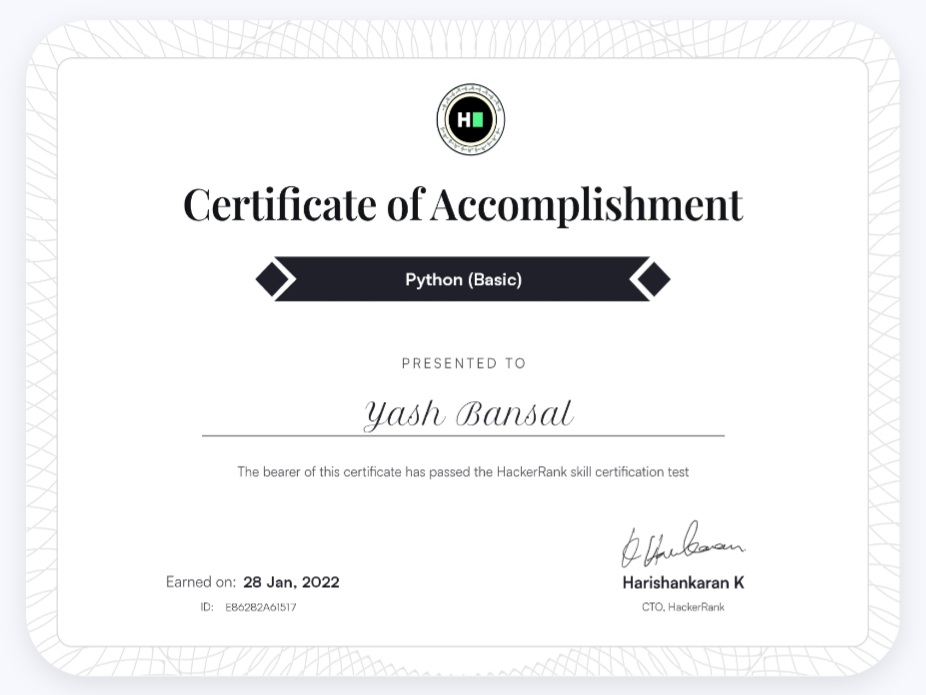 H
Certificate of Accomplishment
Python (Basic)
PRESENTED TO
Yash Bansal
The bearer of this certificate has passed the HackerRank skill certification test
Earned on: 28 Jan, 2022
ID: E86282A61517
Harishankaran K
CTO, HackerRank